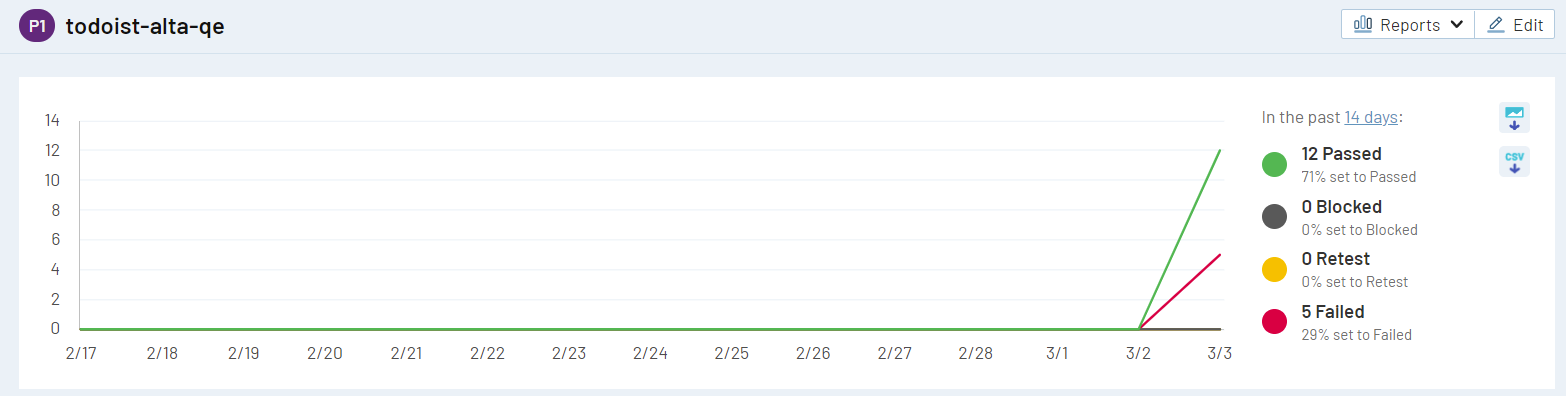 P1 todoist-alta-qe
Reports Edit
In the past 14 days:
12 Passed
71% set to Passed
0 Blocked
0% set to Blocked
0 Retest
0% set to Retest
5 Failed
29% set to Failed
CSV
14
12
10
8
6
4
2
0
2/17 2/18 2/19 2/20 2/21 2/22 2/23 2/24 2/25 2/26 2/27 2/28 3/1 3/2 3/3